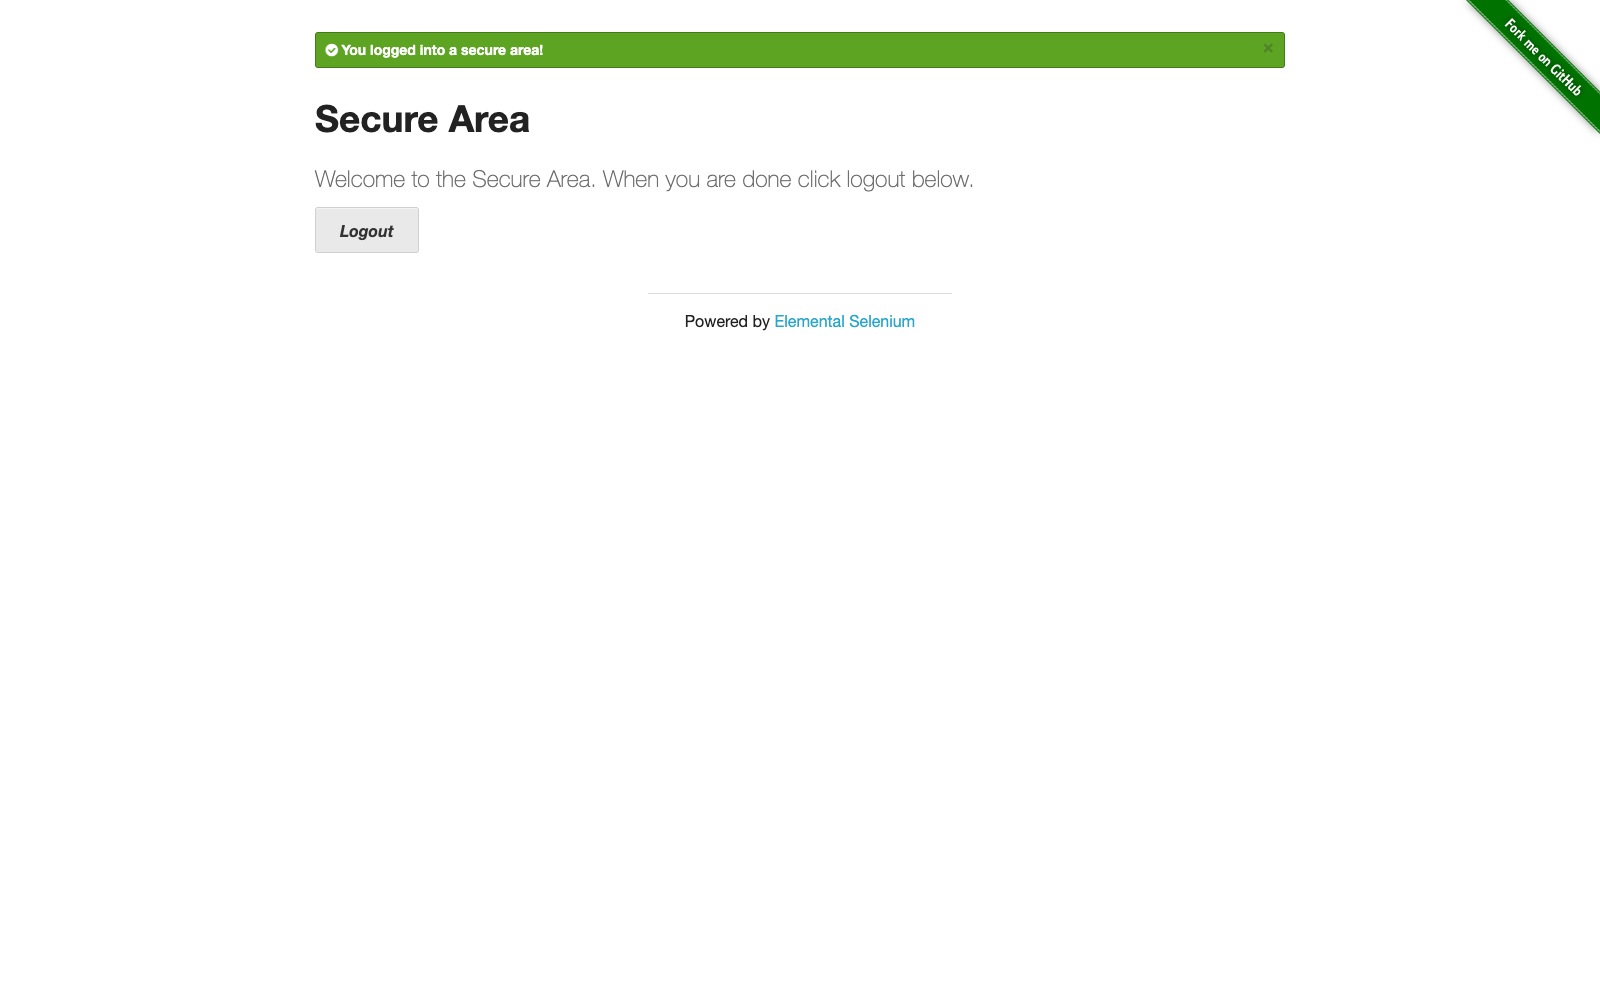 You logged into a secure area!
×
Fork me on GitHub
Secure Area
Welcome to the Secure Area. When you are done click logout below.
Logout
Powered by Elemental Selenium